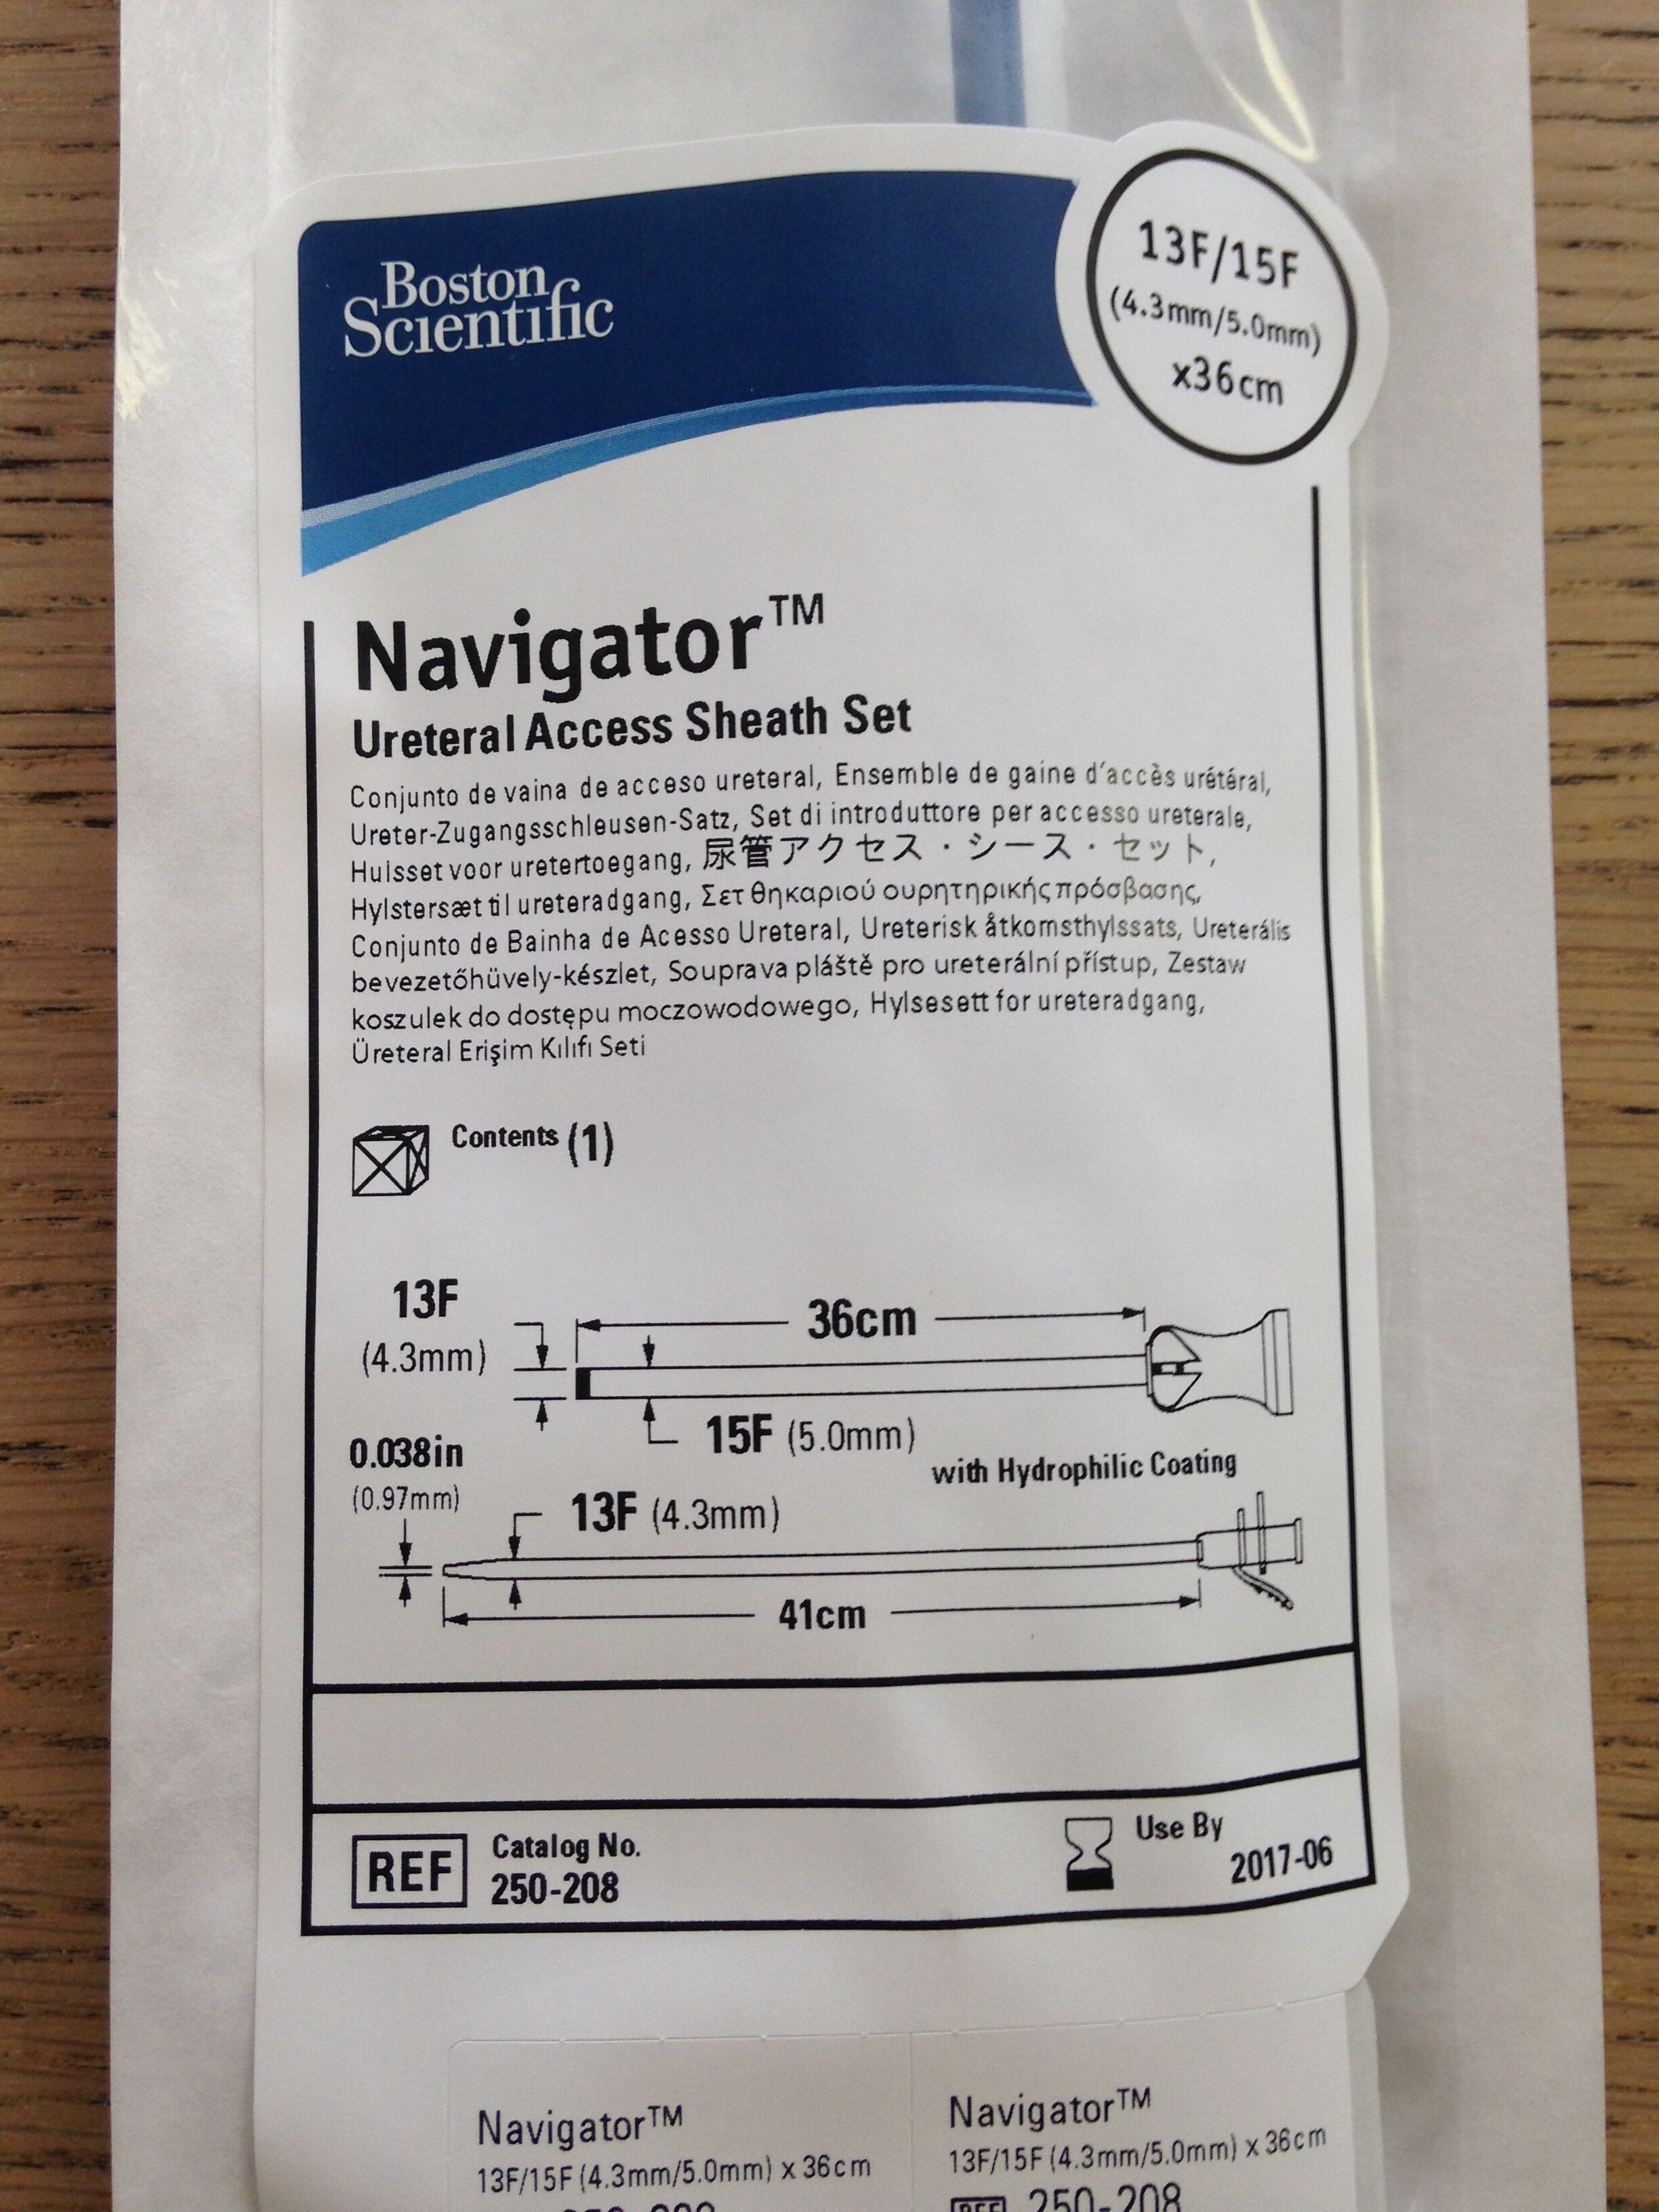 Boston
Scientific
13F/15F
(4.3mm/5.0mm)
x36cm
Navigator™
Ureteral Access Sheath Set
Conjunto de vaina de acceso ureteral, Ensemble de gaine d'accès urétéral,
Ureter-Zugangsschleusen-Satz, Set di introduttore per accesso ureterale,
Hulsset voor uretertoegang, 尿管アクセス・シース・セット,
Hylstersæt til ureteradgang, Σετ θηκαριού ουρητηρικής πρόσβασης,
Conjunto de Bainha de Acesso Ureteral, Ureterisk åtkomsthylssats, Ureterális
bevezetőhüvely-készlet, Souprava pláště pro ureterální přístup, Zestaw
koszulek do dostępu moczowodowego, Hylsesett for ureteradgang,
Üreteral Erişim Kılıfı Seti
Contents (1)
13F
(4.3mm)
36cm
15F (5.0mm)
with Hydrophilic Coating
0.038in
(0.97mm)
13F (4.3mm)
41cm
REF
Catalog No.
250-208
Use By
2017-06
Navigator™
13F/15F (4.3mm/5.0mm) x 36cm
Navigator™
13F/15F (4.3mm/5.0mm) x 36cm
REF 250-208